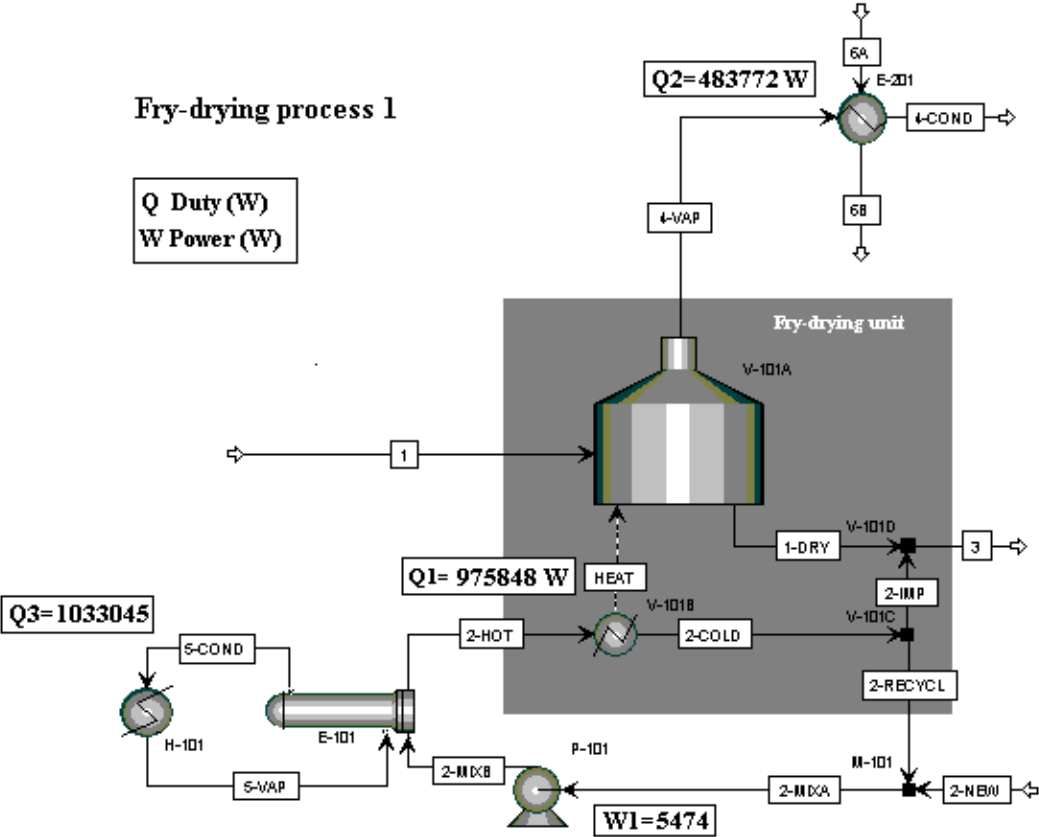 6A
E-201
Q2=483772 W
4-COND
Fry-drying process 1
Q Duty (W)
W Power (W)
4-VAP
6B
Fry-drying unit
V-101A
1
V-101D
1-DRY
3
Q1= 975848 W
HEAT
2-IMP
V-101B
V-101C
Q3=1033045
2-HOT
2-COLD
5-COND
2-RECYCL
H-101
E-101
P-101
M-101
5-VAP
2-MIXB
2-MIXA
2-NEW
W1=5474